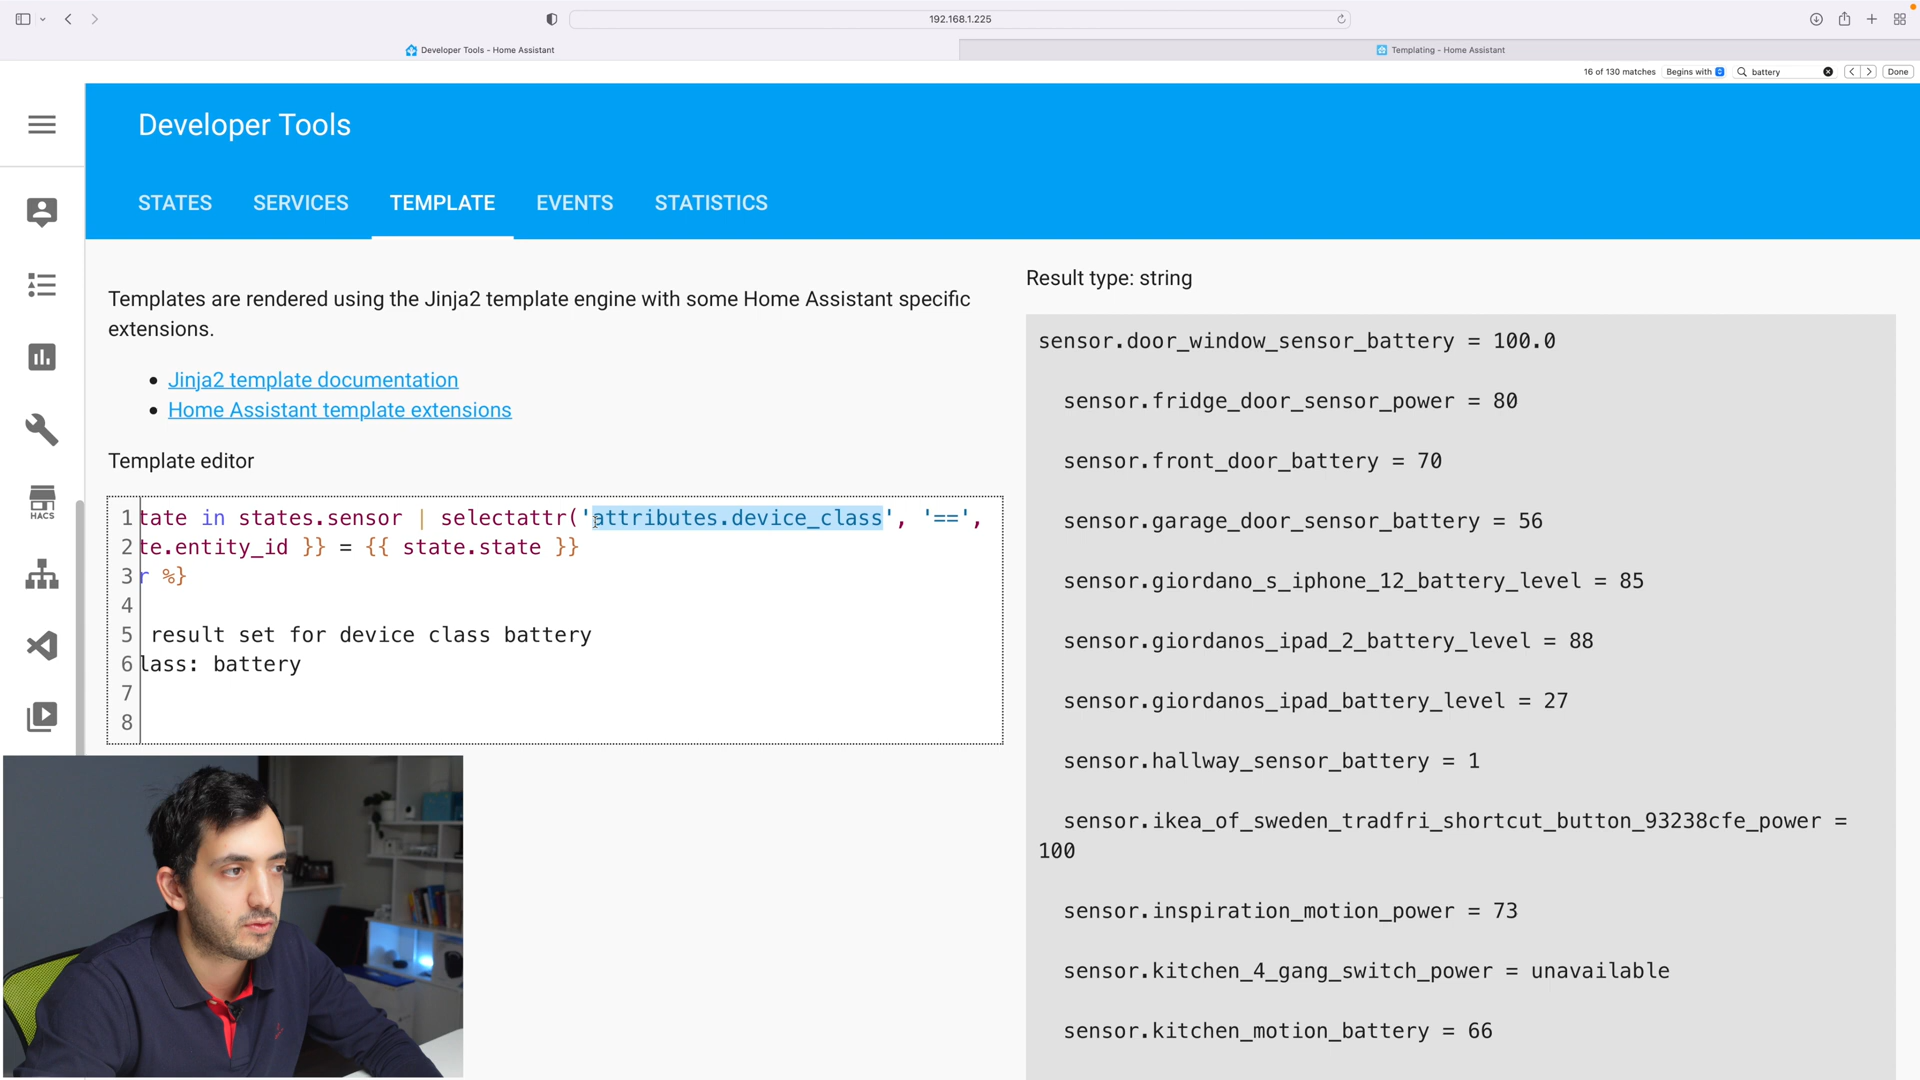 192.168.1.225
Developer Tools - Home Assistant
Templating - Home Assistant
16 of 130 matches
Begins with
battery
Done
Developer Tools
STATES
SERVICES
TEMPLATE
EVENTS
STATISTICS
HACS
Templates are rendered using the Jinja2 template engine with some Home Assistant specific
extensions.
Jinja2 template documentation
Home Assistant template extensions
Template editor
1 tate in states.sensor | selectattr('attributes.device_class', '==',
2 te.entity_id }} = {{ state.state }}
3 r %}
4
5 result set for device class battery
6 lass: battery
7
8
Result type: string
sensor.door_window_sensor_battery = 100.0
sensor.fridge_door_sensor_power = 80
sensor.front_door_battery = 70
sensor.garage_door_sensor_battery = 56
sensor.giordano_s_iphone_12_battery_level = 85
sensor.giordanos_ipad_2_battery_level = 88
sensor.giordanos_ipad_battery_level = 27
sensor.hallway_sensor_battery = 1
sensor.ikea_of_sweden_tradfri_shortcut_button_93238cfe_power =
100
sensor.inspiration_motion_power = 73
sensor.kitchen_4_gang_switch_power = unavailable
sensor.kitchen_motion_battery = 66